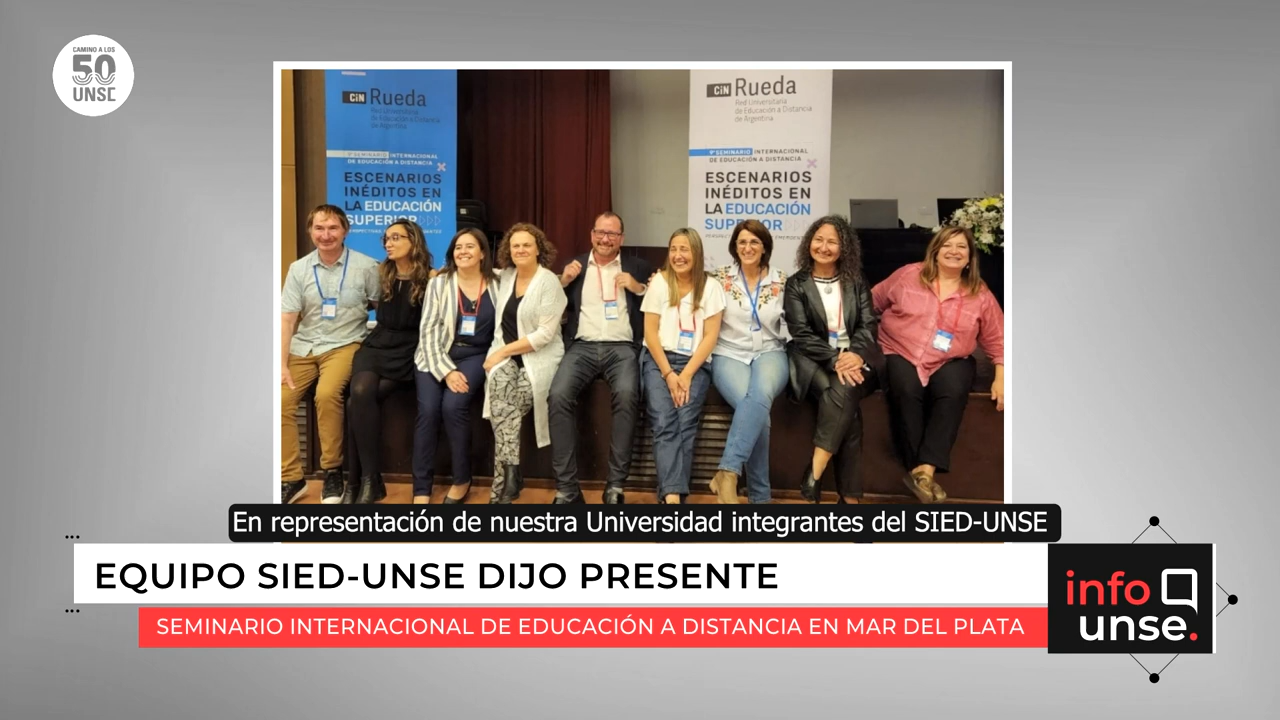 CAMINO A LOS
50
UNSE
CIN Rueda
Red Universitaria
de Educación a Distancia
de Argentina
9º SEMINARIO INTERNACIONAL
DE EDUCACIÓN A DISTANCIA
ESCENARIOS
INÉDITOS EN
LA EDUCACIÓN
SUPERIOR
CIN Rueda
Red Universitaria
de Educación a Distancia
de Argentina
9º SEMINARIO INTERNACIONAL
DE EDUCACIÓN A DISTANCIA
ESCENARIOS
INÉDITOS EN
LA EDUCACIÓN
SUPERIOR
En representación de nuestra Universidad integrantes del SIED-UNSE
EQUIPO SIED-UNSE DIJO PRESENTE
SEMINARIO INTERNACIONAL DE EDUCACIÓN A DISTANCIA EN MAR DEL PLATA
info
unse.